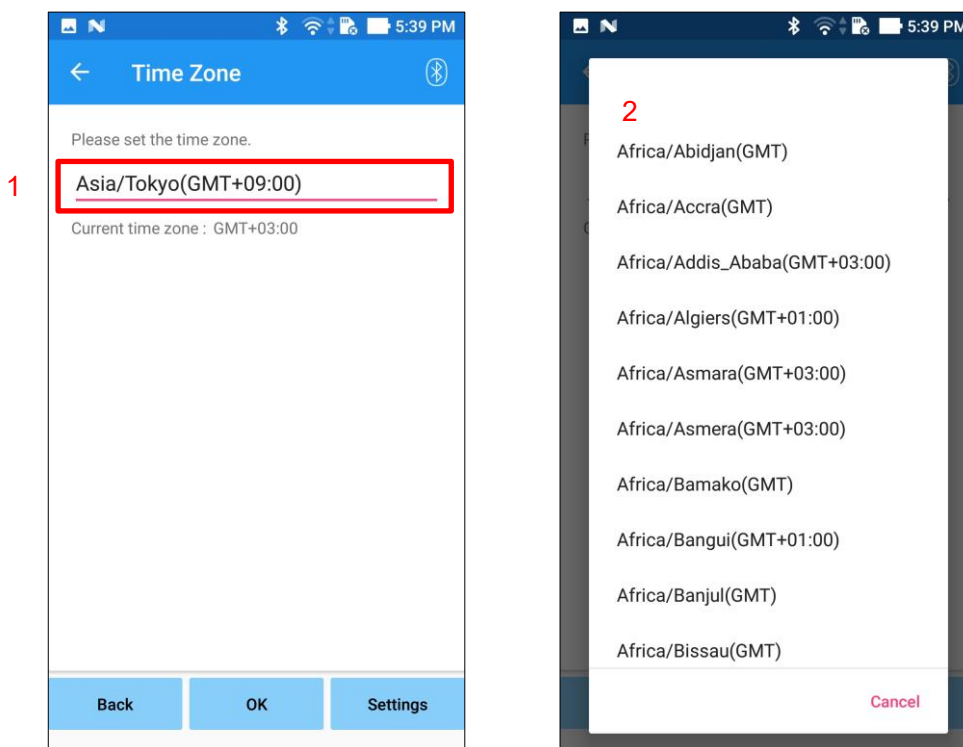 5:39 PM
Time Zone
Please set the time zone.
1
Asia/Tokyo(GMT+09:00)
Current time zone : GMT+03:00
Back
OK
Settings
5:39 PM
2
Africa/Abidjan(GMT)
Africa/Accra(GMT)
Africa/Addis_Ababa(GMT+03:00)
Africa/Algiers(GMT+01:00)
Africa/Asmara(GMT+03:00)
Africa/Asmera(GMT+03:00)
Africa/Bamako(GMT)
Africa/Bangui(GMT+01:00)
Africa/Banjul(GMT)
Africa/Bissau(GMT)
Cancel